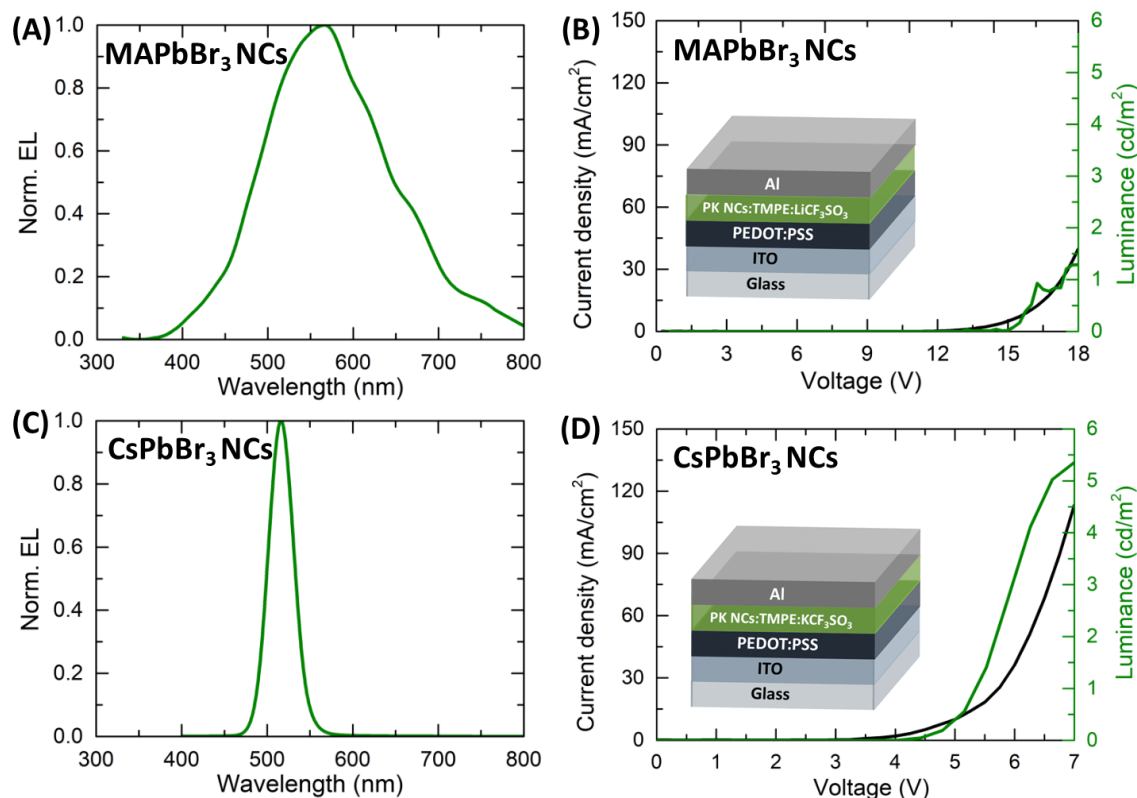 (A)
MAPbBr₃ NCs
Norm. EL
1.0
0.8
0.6
0.4
0.2
0.0
300 400 500 600 700 800
Wavelength (nm)
(B)
MAPbBr₃ NCs
Current density (mA/cm²)
150
120
90
60
30
0
0 3 6 9 12 15 18
Voltage (V)
6
5
4
3
2
1
0
Luminance (cd/m²)
Al
PK NCs:TMPE:LiCF₃SO₃
PEDOT:PSS
ITO
Glass
(C)
CsPbBr₃ NCs
Norm. EL
1.0
0.8
0.6
0.4
0.2
0.0
300 400 500 600 700 800
Wavelength (nm)
(D)
CsPbBr₃ NCs
Current density (mA/cm²)
150
120
90
60
30
0
0 1 2 3 4 5 6 7
Voltage (V)
6
5
4
3
2
1
0
Luminance (cd/m²)
Al
PK NCs:TMPE:KCF₃SO₃
PEDOT:PSS
ITO
Glass